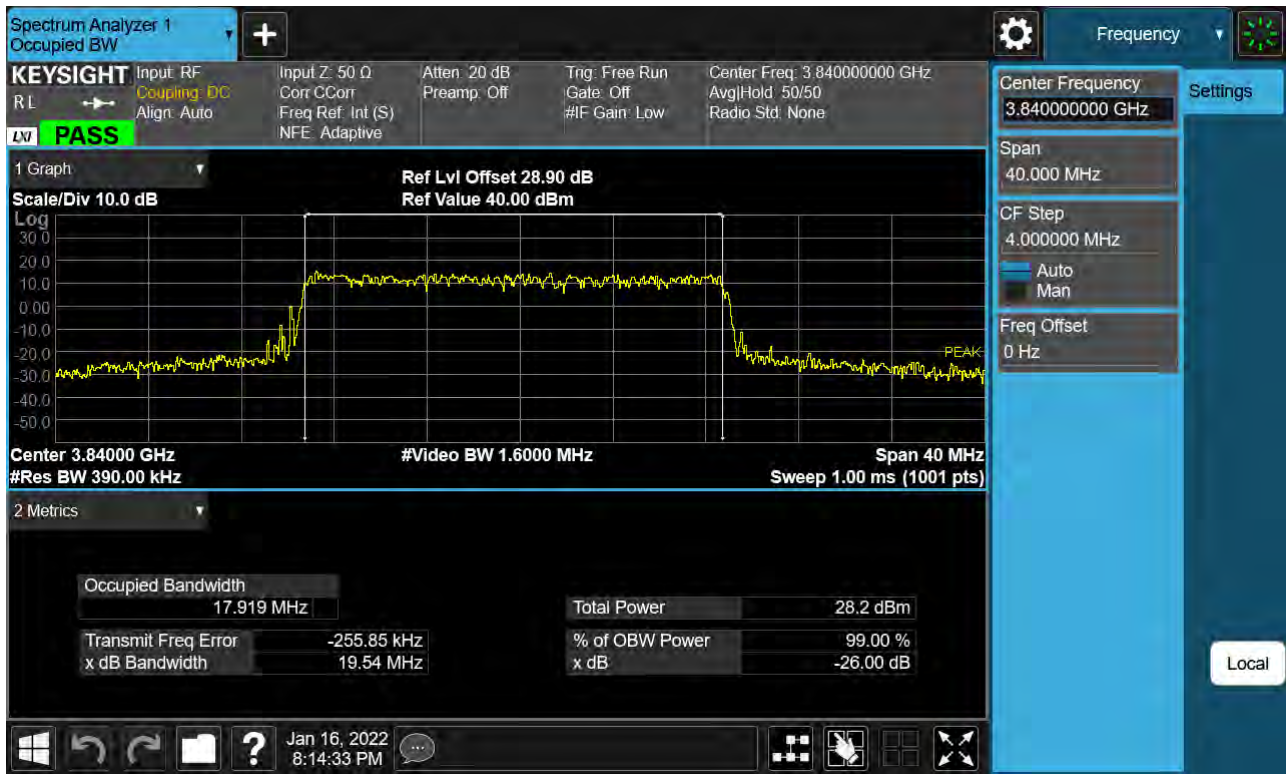 Spectrum Analyzer 1
Occupied BW
Frequency
KEYSIGHT
RL
LXI
PASS
Input: RF
Coupling: DC
Align: Auto
Input Z: 50 Ω
Corr CCorr
Freq Ref: Int (S)
NFE: Adaptive
Atten: 20 dB
Preamp: Off
Trig: Free Run
Gate: Off
#IF Gain: Low
Center Freq: 3.840000000 GHz
Avg|Hold: 50/50
Radio Std: None
Center Frequency
3.840000000 GHz
Settings
Span
40.000 MHz
CF Step
4.000000 MHz
Auto
Man
Freq Offset
0 Hz
Local
1 Graph
Scale/Div 10.0 dB
Ref Lvl Offset 28.90 dB
Ref Value 40.00 dBm
Log
30.0
20.0
10.0
0.00
-10.0
-20.0
-30.0
-40.0
-50.0
PEAK
Center 3.84000 GHz
#Video BW 1.6000 MHz
Span 40 MHz
#Res BW 390.00 kHz
Sweep 1.00 ms (1001 pts)
2 Metrics
Occupied Bandwidth
17.919 MHz
Total Power 28.2 dBm
Transmit Freq Error -255.85 kHz
% of OBW Power 99.00 %
x dB Bandwidth 19.54 MHz
x dB -26.00 dB
?
Jan 16, 2022
8:14:33 PM